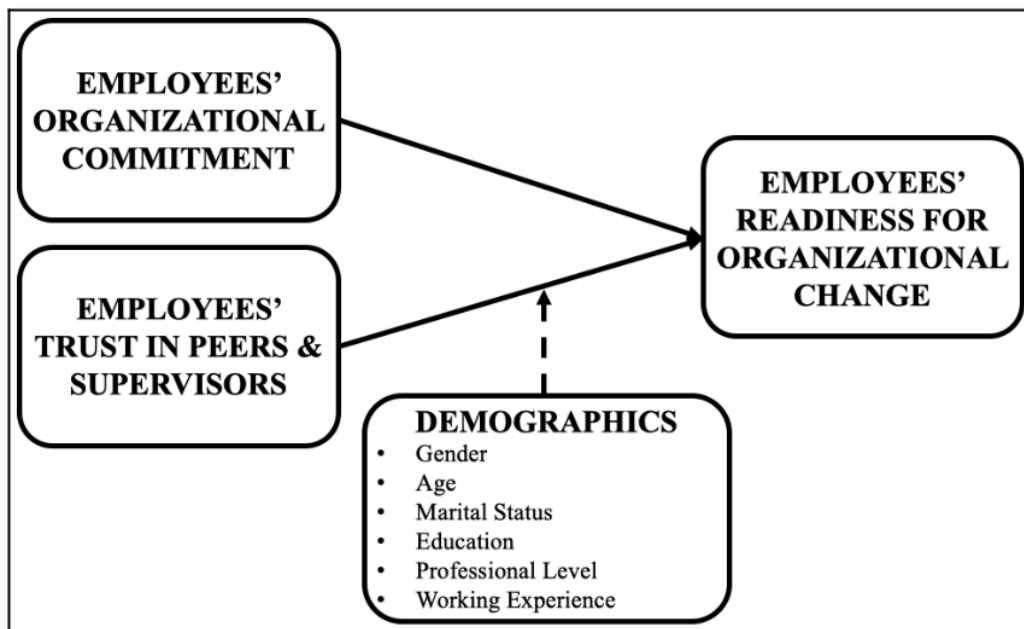 EMPLOYEES’
ORGANIZATIONAL
COMMITMENT
EMPLOYEES’
TRUST IN PEERS &
SUPERVISORS
EMPLOYEES’
READINESS FOR
ORGANIZATIONAL
CHANGE
DEMOGRAPHICS
• Gender
• Age
• Marital Status
• Education
• Professional Level
• Working Experience